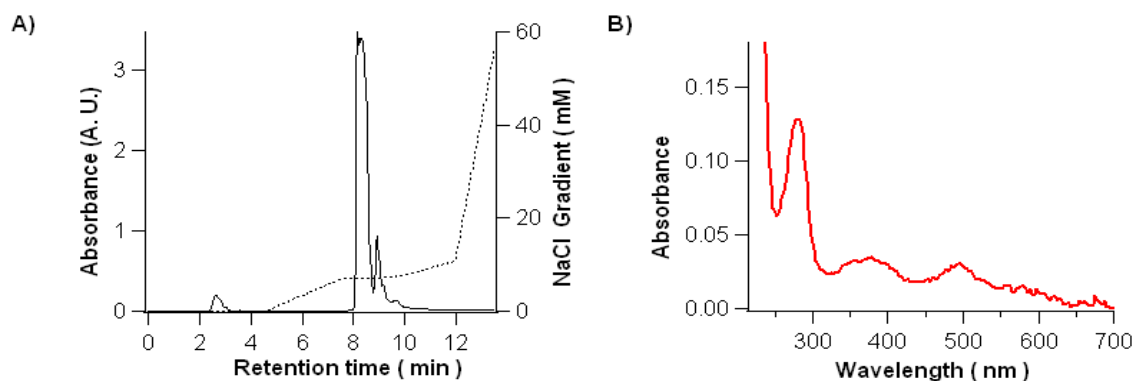 A)
Absorbance (A. U.)
3
2
1
0
0 2 4 6 8 10 12
Retention time ( min )
60
40
20
0
NaCl Gradient ( mM )
B)
Absorbance
0.15
0.10
0.05
0.00
300 400 500 600 700
Wavelength ( nm )